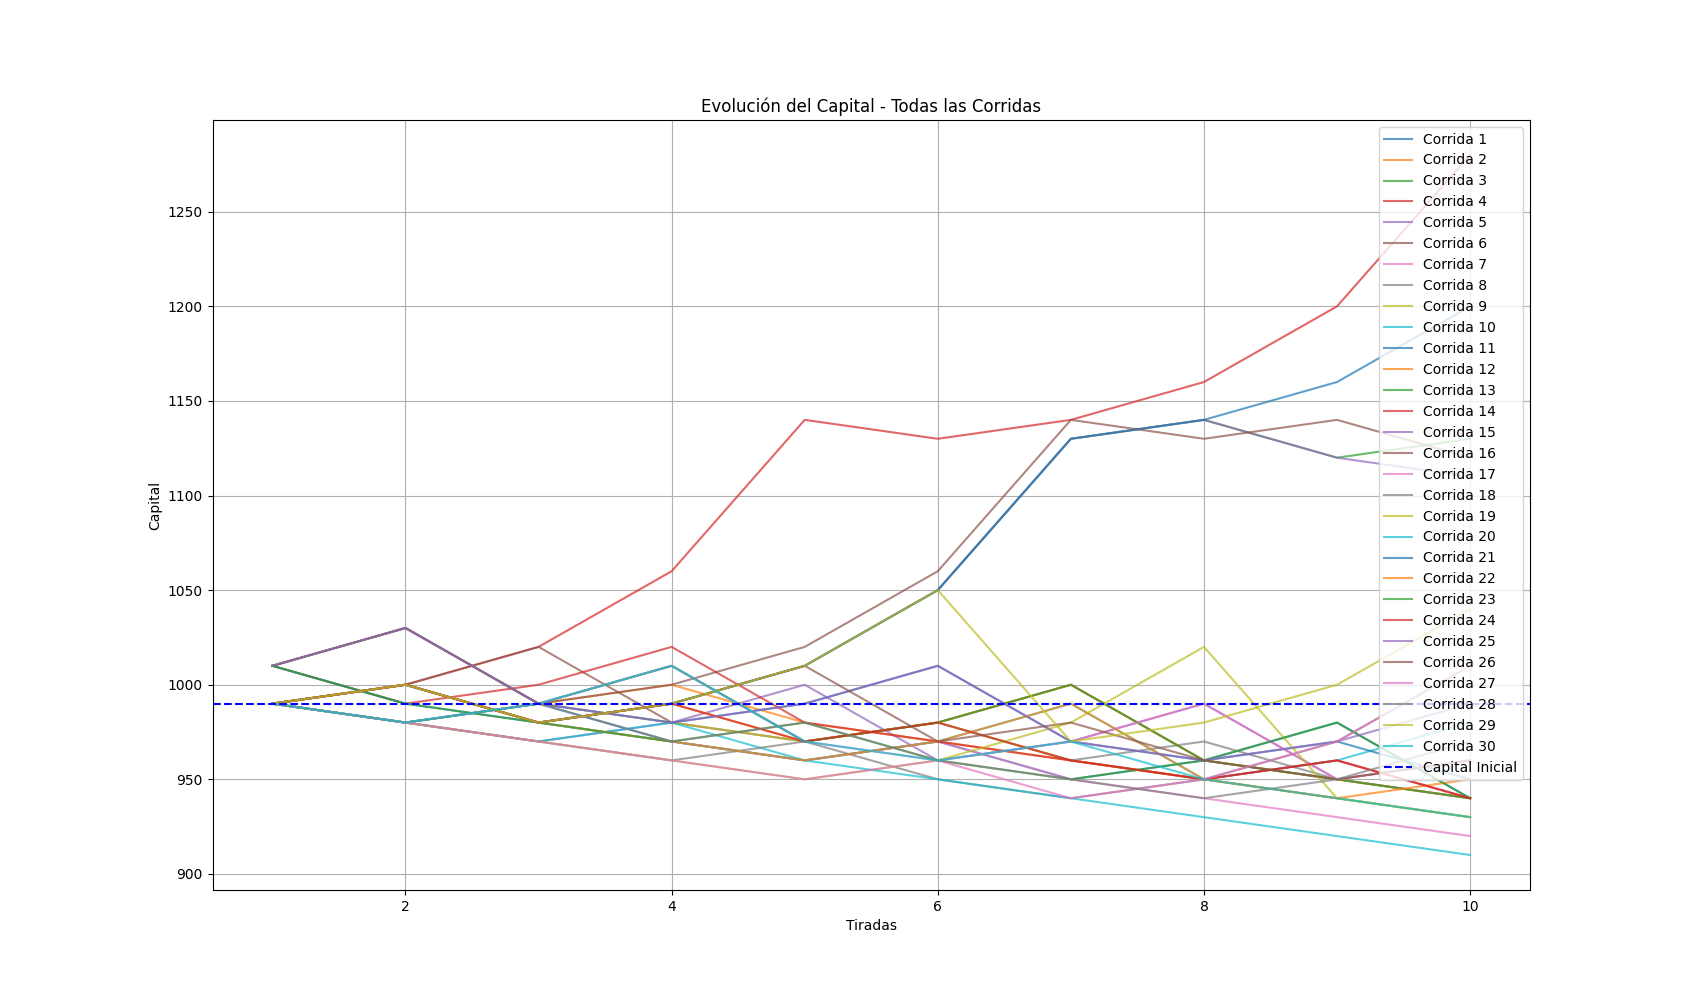 Evolución del Capital - Todas las Corridas
Capital
1250
1200
1150
1100
1050
1000
950
900
2
4
6
8
10
Tiradas
Corrida 1
Corrida 2
Corrida 3
Corrida 4
Corrida 5
Corrida 6
Corrida 7
Corrida 8
Corrida 9
Corrida 10
Corrida 11
Corrida 12
Corrida 13
Corrida 14
Corrida 15
Corrida 16
Corrida 17
Corrida 18
Corrida 19
Corrida 20
Corrida 21
Corrida 22
Corrida 23
Corrida 24
Corrida 25
Corrida 26
Corrida 27
Corrida 28
Corrida 29
Corrida 30
Capital Inicial